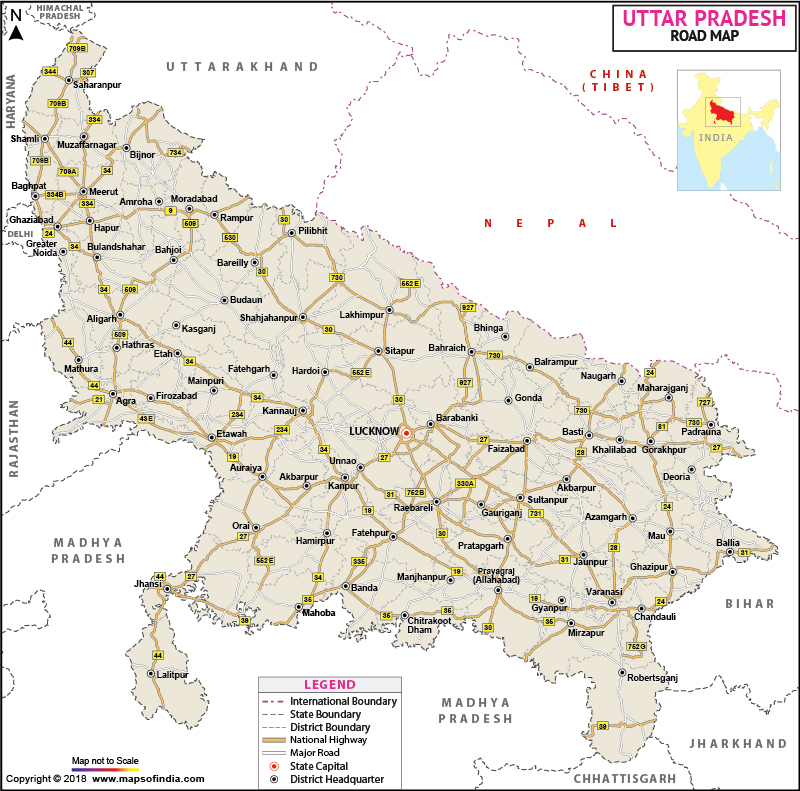 UTTAR PRADESH
ROAD MAP
N
HIMACHAL
PRADESH
UTTARAKHAND
CHINA
(TIBET)
INDIA
HARYANA
NEPAL
DELHI
RAJASTHAN
MADHYA
PRADESH
BIHAR
MADHYA
PRADESH
JHARKHAND
CHHATTISGARH
709B
344
307
Saharanpur
709B
334
Shamli
Muzaffarnagar
Bijnor
734
709B
709A
34
Baghpat
334B
Meerut
334
Amroha
Moradabad
9
Rampur
509
Ghaziabad
Hapur
24
34
Greater
Noida
Bulandshahar
Bahjoi
530
30
Pilibhit
Bareilly
30
730
552 E
34
509
Budaun
Aligarh
Shahjahanpur
Lakhimpur
927
Kasganj
30
Bhinga
44
509
Hathras
Etah
34
Sitapur
Bahraich
730
Balrampur
Mathura
Fatehgarh
Hardoi
552 E
927
Naugarh
24
Maharajganj
44
21
Agra
Firozabad
Mainpuri
34
234
Kannauj
30
Gonda
730
727
43 E
Etawah
234
LUCKNOW
Barabanki
27
Faizabad
Basti
28
Khalilabad
81
Gorakhpur
730
Padrauna
27
19
Auraiya
34
Unnao
27
Akbarpur
Kanpur
31
762B
330A
Akbarpur
Deoria
Raebareli
Gauriganj
Sultanpur
731
Azamgarh
24
19
Orai
27
Hamirpur
Fatehpur
30
Pratapgarh
Mau
Ballia
31
552 E
335
31
Jaunpur
28
Ghazipur
44
27
Jhansi
34
Banda
Manjhanpur
19
Prayagraj
(Allahabad)
Varanasi
35
Mahoba
39
35
Chitrakoot
Dham
35
30
19
Gyanpur
35
Mirzapur
24
Chandauli
752G
44
Lalitpur
Robertsganj
39
LEGEND
International Boundary
State Boundary
District Boundary
National Highway
Major Road
State Capital
District Headquarter
Map not to Scale
Copyright © 2018 www.mapsofindia.com